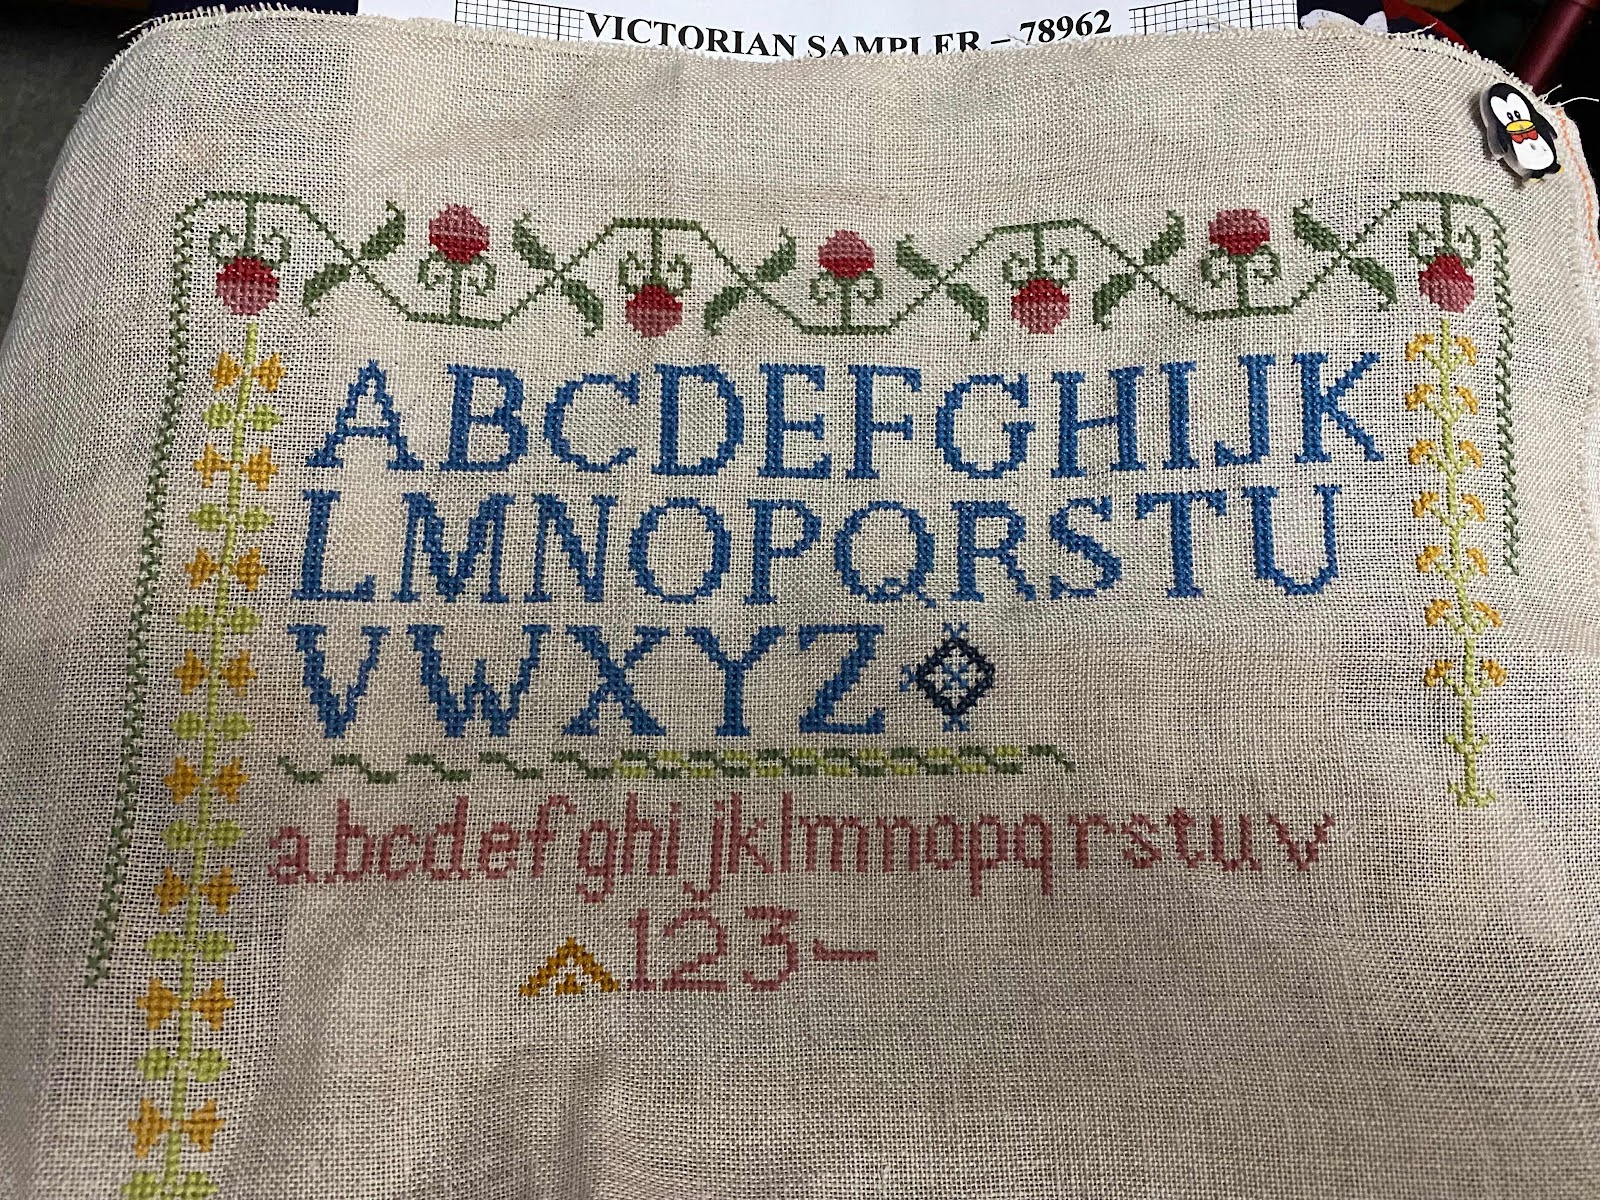 VICTORIAN SAMPLER – 78962
ABCDEFGHIJK
LMNOPQRSTU
VWXYZ
abcdefghijklmnopqrstuv
123